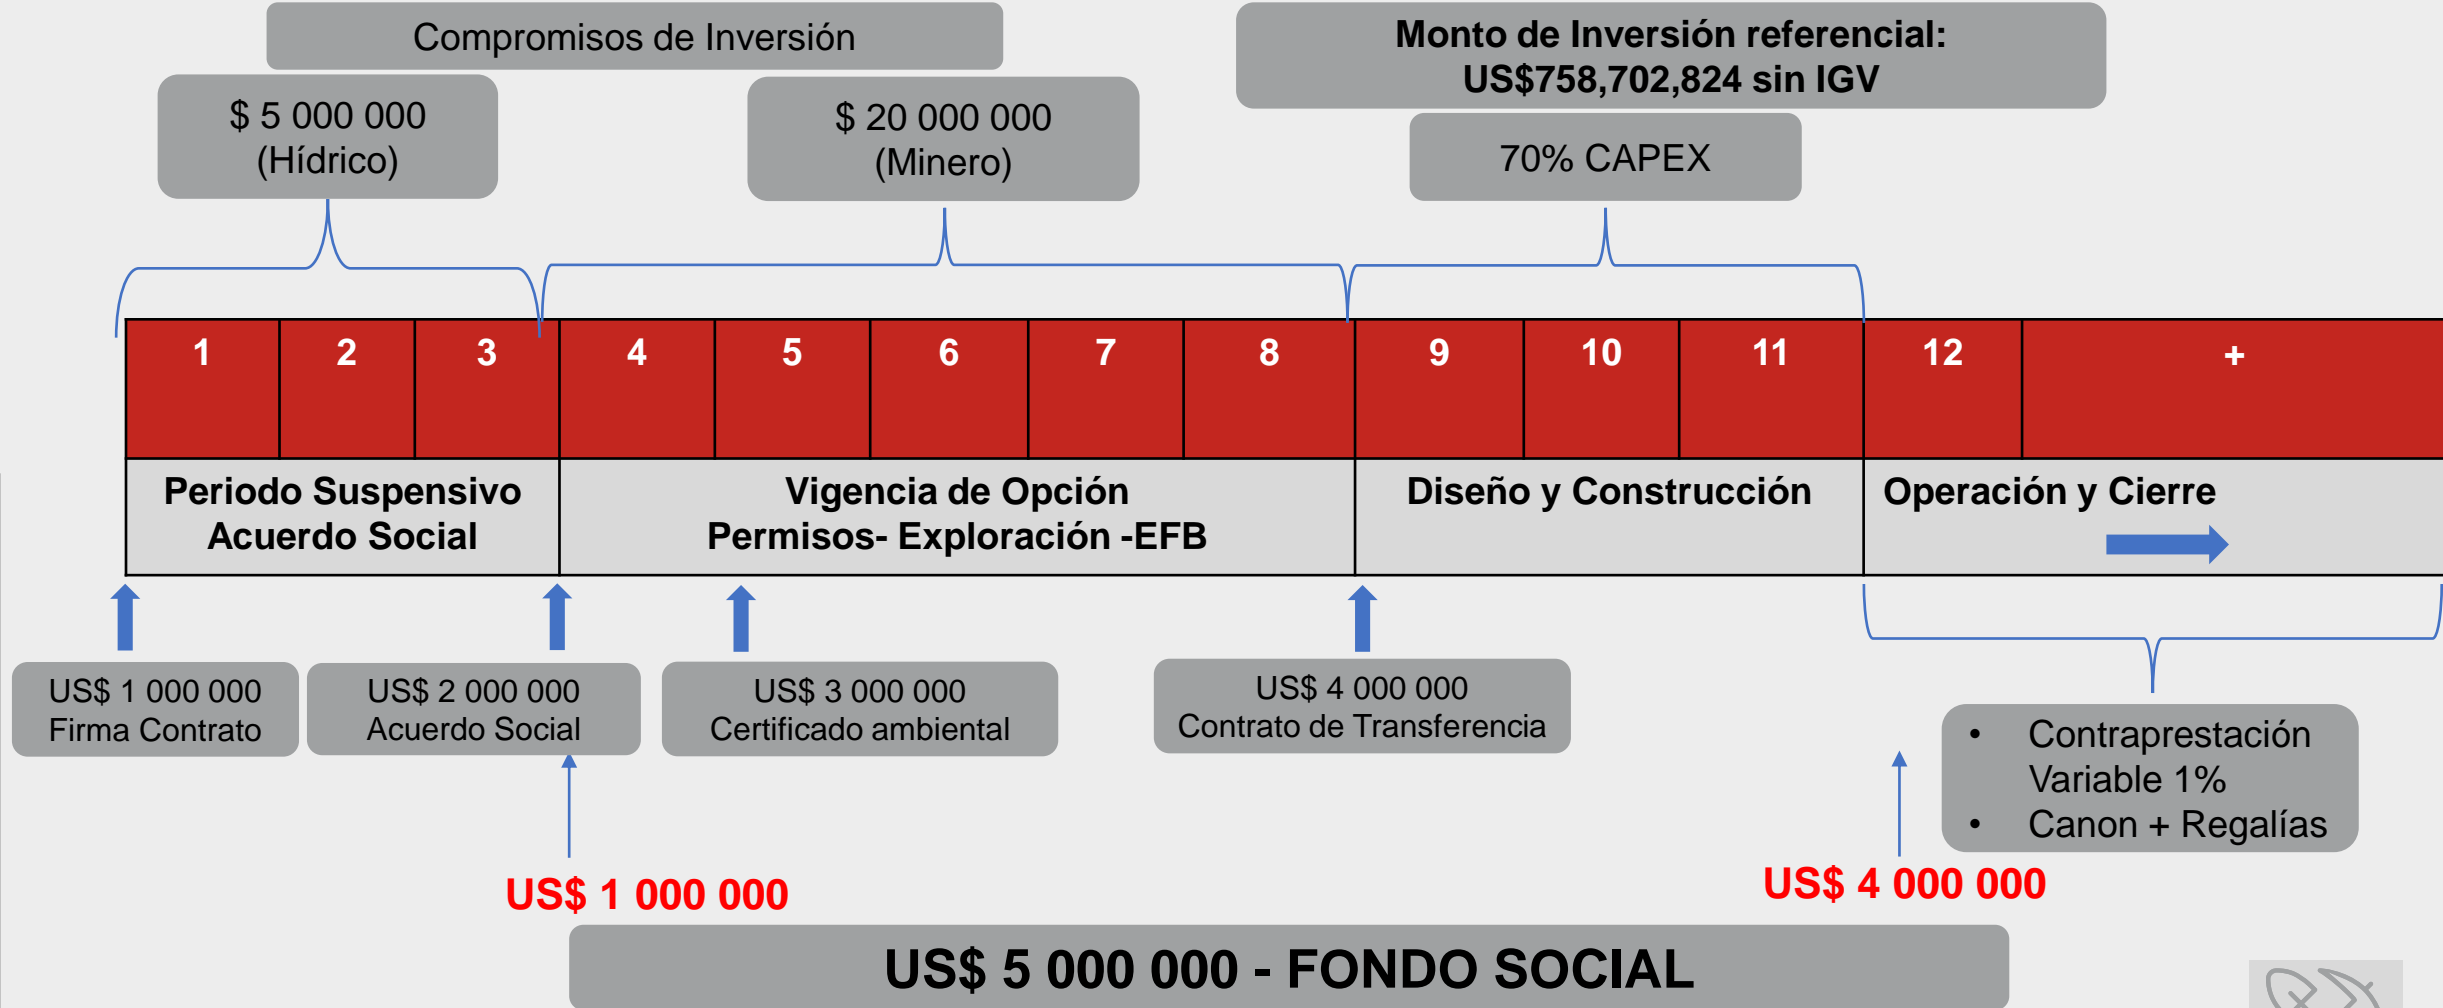 Compromisos de Inversión
Monto de Inversión referencial:
US$758,702,824 sin IGV
$ 5 000 000
(Hídrico)
$ 20 000 000
(Minero)
70% CAPEX
1 2 3 4 5 6 7 8 9 10 11 12 +
Periodo Suspensivo
Acuerdo Social
Vigencia de Opción
Permisos- Exploración -EFB
Diseño y Construcción
Operación y Cierre
US$ 1 000 000
Firma Contrato
US$ 2 000 000
Acuerdo Social
US$ 3 000 000
Certificado ambiental
US$ 4 000 000
Contrato de Transferencia
• Contraprestación
Variable 1%
• Canon + Regalías
US$ 1 000 000
US$ 4 000 000
US$ 5 000 000 - FONDO SOCIAL